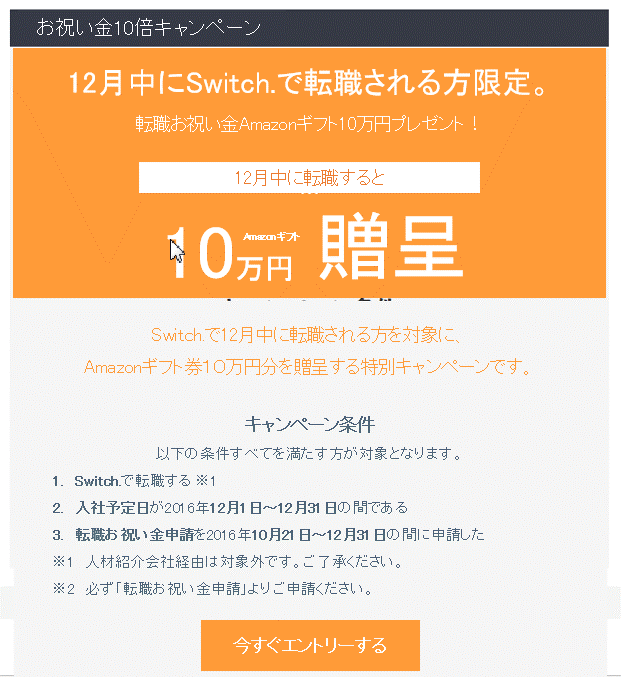 お祝い金10倍キャンペーン
12月中にSwitch.で転職される方限定。
転職お祝い金Amazonギフト10万円プレゼント！
12月中に転職すると
10万円 Amazonギフト 贈呈
Switch.で12月中に転職される方を対象に、
Amazonギフト券10万円分を贈呈する特別キャンペーンです。
キャンペーン条件
以下の条件すべてを満たす方が対象となります。
1. Switch.で転職する ※1
2. 入社予定日が2016年12月1日～12月31日の間である
3. 転職お祝い金申請を2016年10月21日～12月31日の間に申請した
※1 人材紹介会社経由は対象外です。ご了承ください。
※2 必ず「転職お祝い金申請」よりご申請ください。
今すぐエントリーする